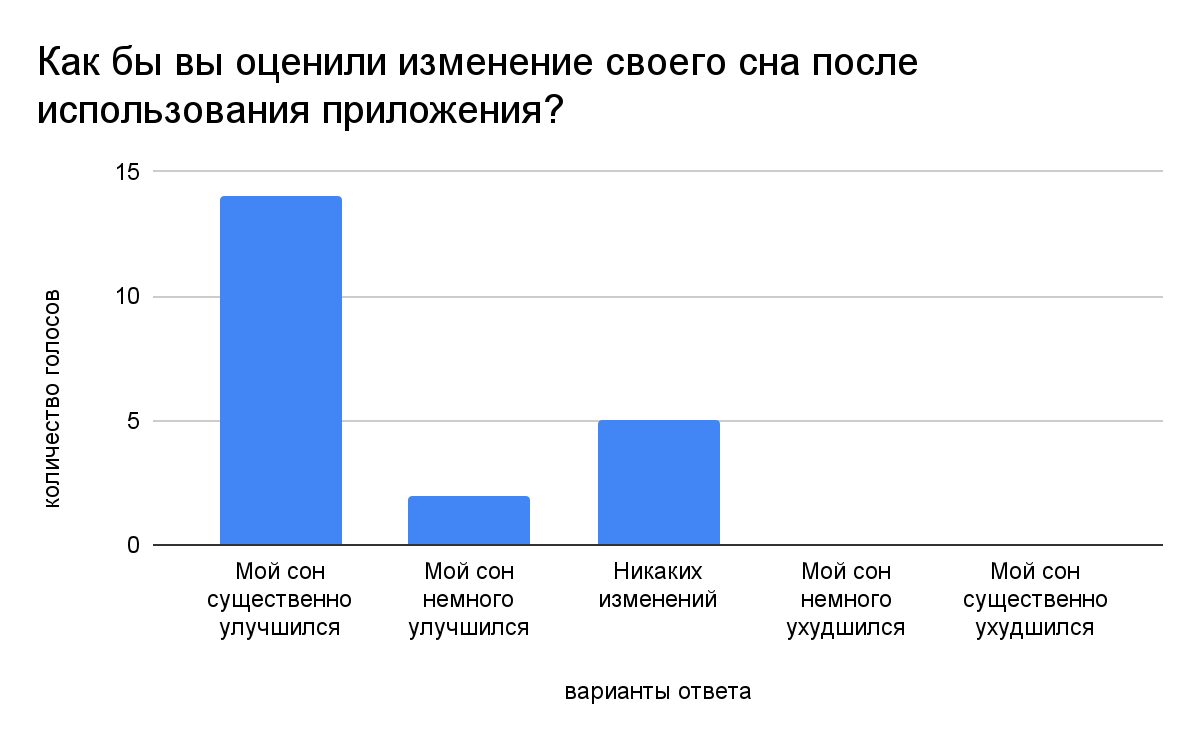 Как бы вы оценили изменение своего сна после
использования приложения?
15
10
5
0
количество голосов
Мой сон
существенно
улучшился
Мой сон
немного
улучшился
Никаких
изменений
Мой сон
немного
ухудшился
Мой сон
существенно
ухудшился
варианты ответа